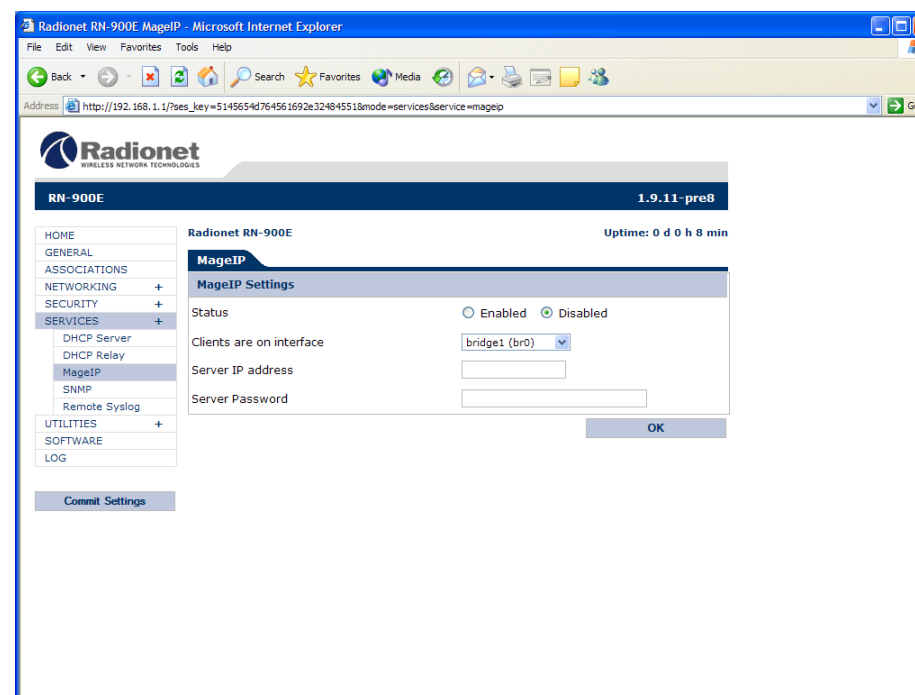 Radionet RN-900E MageIP - Microsoft Internet Explorer
File Edit View Favorites Tools Help
Back Search Favorites Media
Address http://192.168.1.1/?ses_key=5145654d764561692e32484551&mode=services&service=mageip
Radionet
WIRELESS NETWORK TECHNOLOGIES
RN-900E 1.9.11-pre8
Radionet RN-900E Uptime: 0 d 0 h 8 min
HOME
GENERAL
ASSOCIATIONS
NETWORKING +
SECURITY +
SERVICES +
DHCP Server
DHCP Relay
MageIP
SNMP
Remote Syslog
UTILITIES +
SOFTWARE
LOG
Commit Settings
MageIP
MageIP Settings
Status Enabled Disabled
Clients are on interface bridge1 (br0)
Server IP address
Server Password
OK